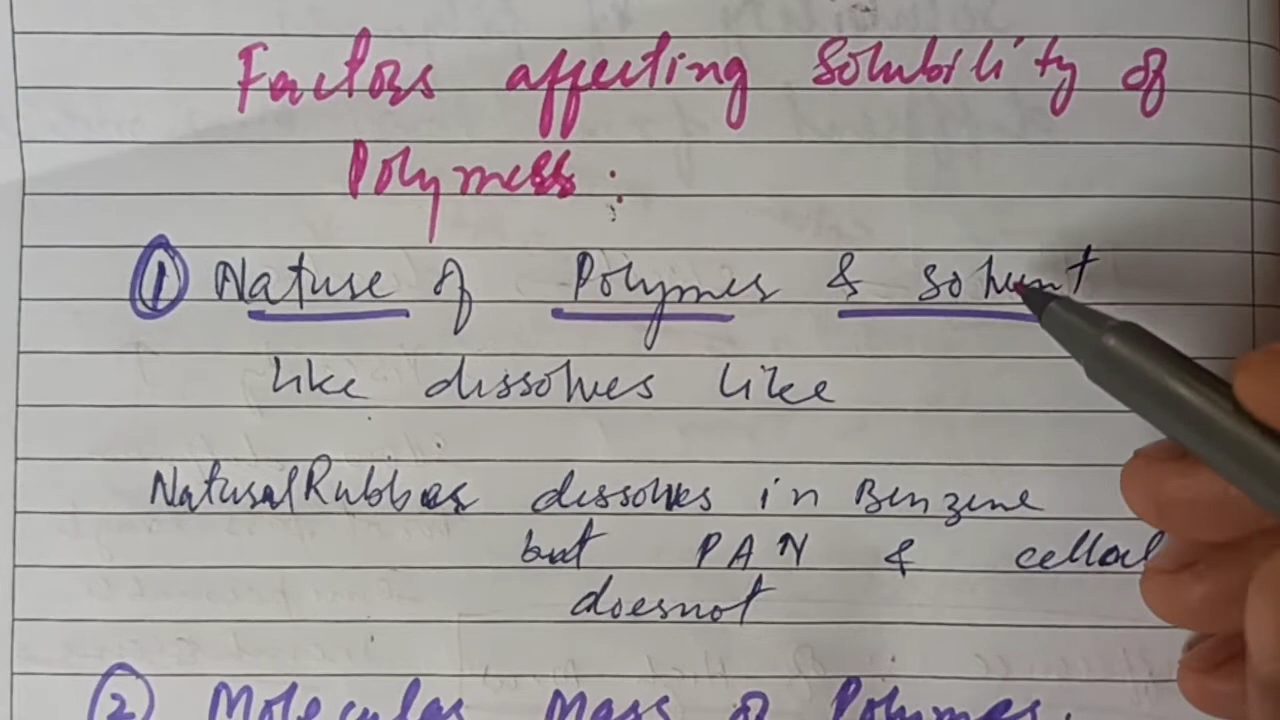 Factors affecting Solubility of
Polymers:
① Nature of Polymer & solvent
like dissolves like
Natural Rubber dissolves in Benzene
but PAN & cellul
doesnot
② Molecular Mass of Polymer.